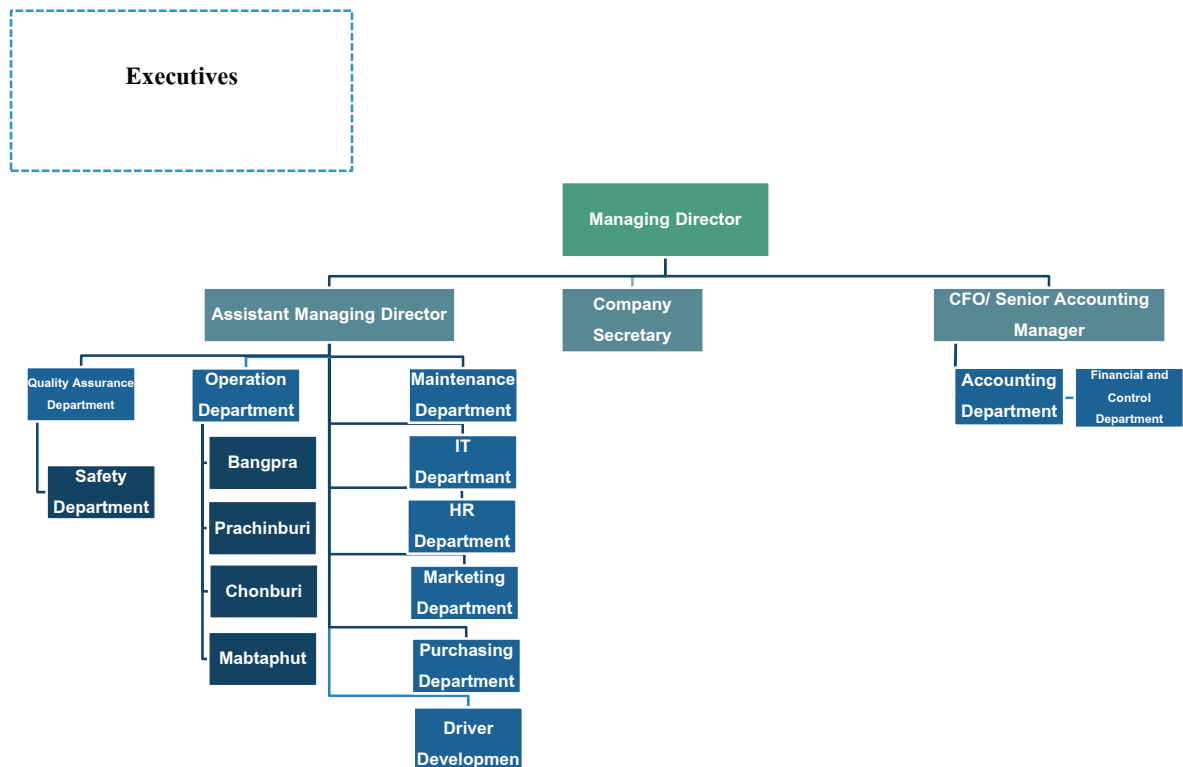 Executives
Managing Director
Assistant Managing Director
Company
Secretary
CFO/ Senior Accounting
Manager
Quality Assurance
Department
Operation
Department
Maintenance
Department
Accounting
Department
Financial and
Control
Department
Safety
Department
Bangpra
Prachinburi
Chonburi
Mabtaphut
IT
Departmant
HR
Department
Marketing
Department
Purchasing
Department
Driver
Developmen